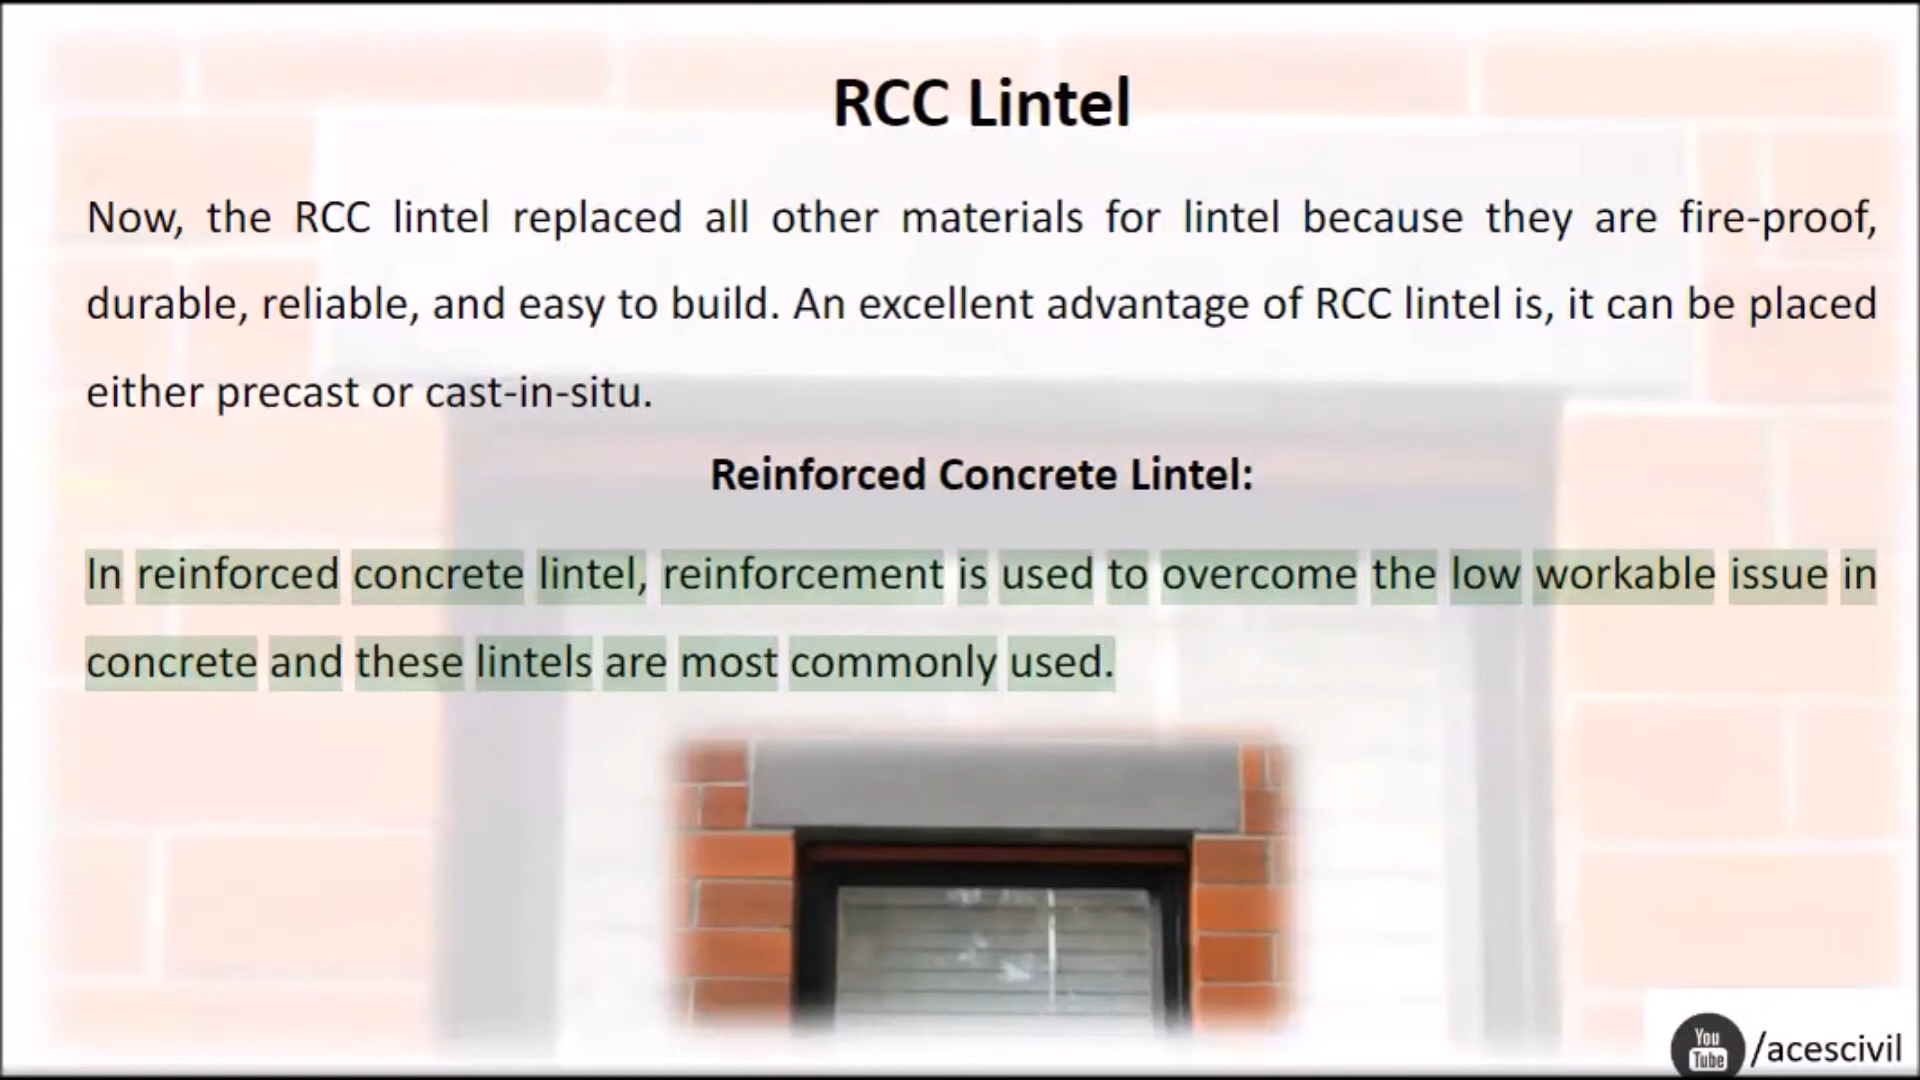 RCC Lintel
Now, the RCC lintel replaced all other materials for lintel because they are fire-proof,
durable, reliable, and easy to build. An excellent advantage of RCC lintel is, it can be placed
either precast or cast-in-situ.
Reinforced Concrete Lintel:
In reinforced concrete lintel, reinforcement is used to overcome the low workable issue in
concrete and these lintels are most commonly used.
You
Tube
/acescivil